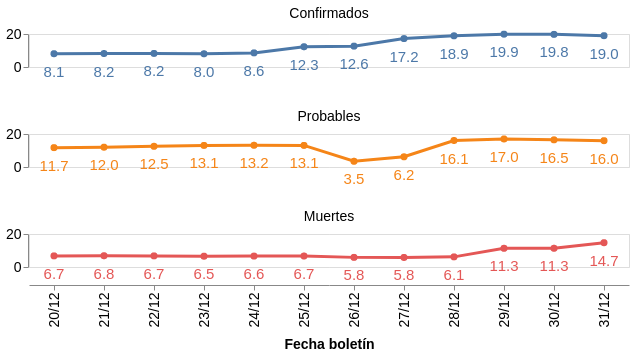 Confirmados
20
0
8.1 8.2 8.2 8.0 8.6 12.3 12.6 17.2 18.9 19.9 19.8 19.0
Probables
20
0
11.7 12.0 12.5 13.1 13.2 13.1 3.5 6.2 16.1 17.0 16.5 16.0
Muertes
20
0
6.7 6.8 6.7 6.5 6.6 6.7 5.8 5.8 6.1 11.3 11.3 14.7
20/12 21/12 22/12 23/12 24/12 25/12 26/12 27/12 28/12 29/12 30/12 31/12
Fecha boletín